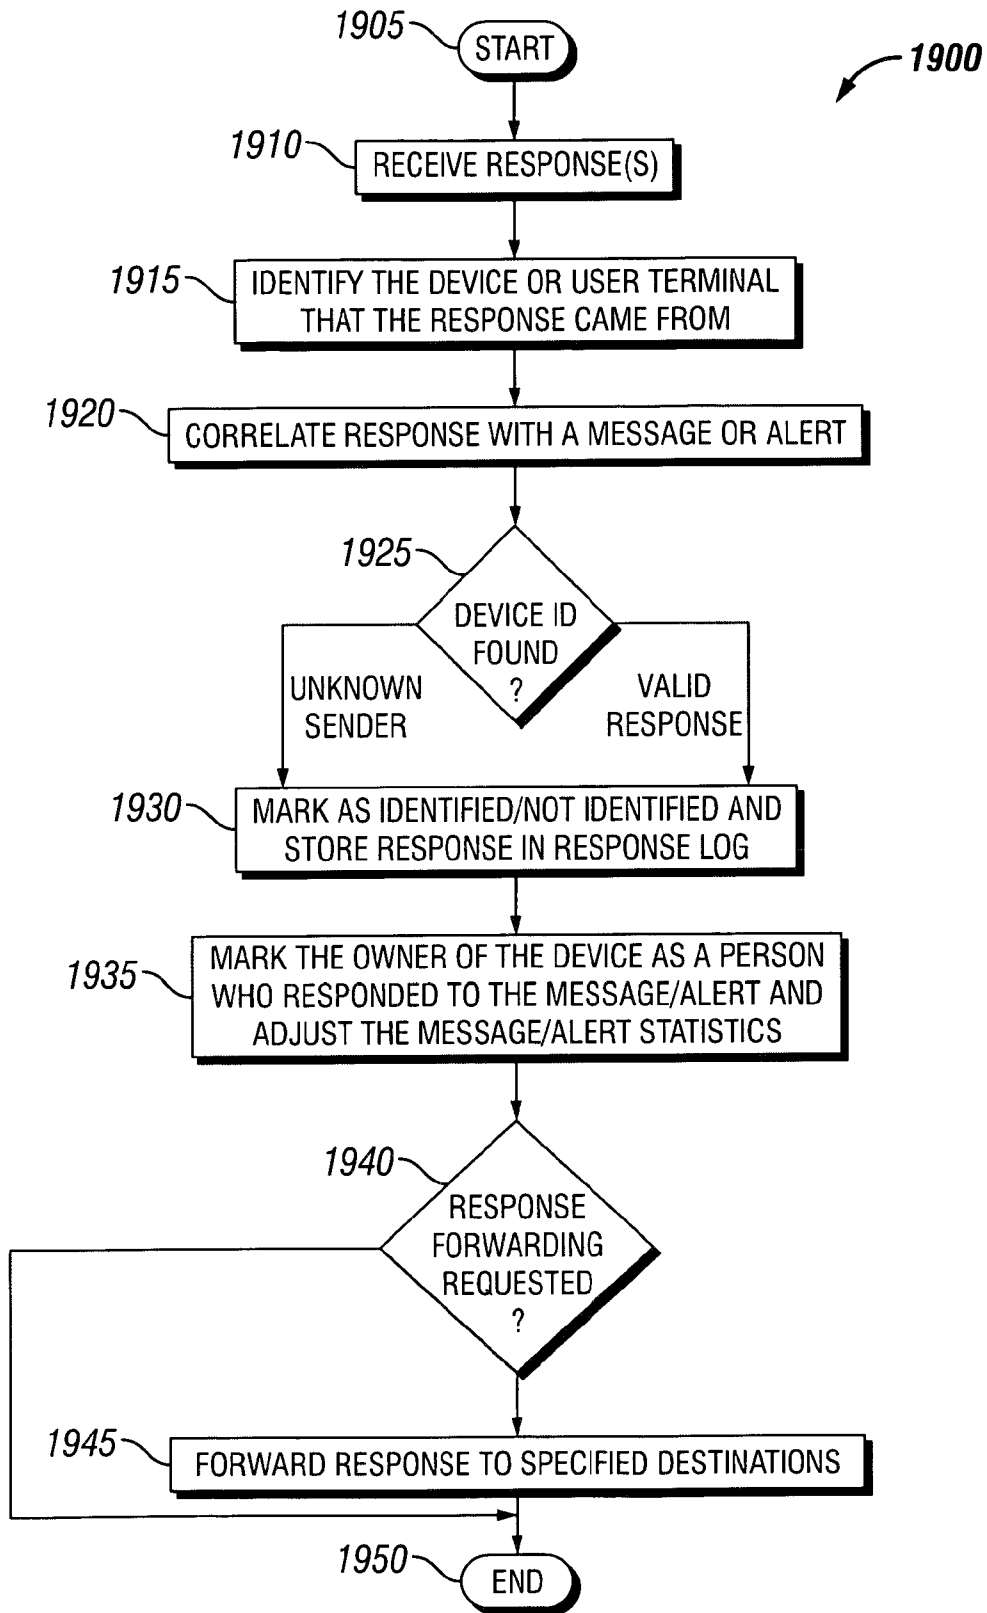 1905
START
1900
1910
RECEIVE RESPONSE(S)
1915
IDENTIFY THE DEVICE OR USER TERMINAL
THAT THE RESPONSE CAME FROM
1920
CORRELATE RESPONSE WITH A MESSAGE OR ALERT
1925
DEVICE ID
FOUND
?
UNKNOWN
SENDER
VALID
RESPONSE
1930
MARK AS IDENTIFIED/NOT IDENTIFIED AND
STORE RESPONSE IN RESPONSE LOG
1935
MARK THE OWNER OF THE DEVICE AS A PERSON
WHO RESPONDED TO THE MESSAGE/ALERT AND
ADJUST THE MESSAGE/ALERT STATISTICS
1940
RESPONSE
FORWARDING
REQUESTED
?
1945
FORWARD RESPONSE TO SPECIFIED DESTINATIONS
1950
END